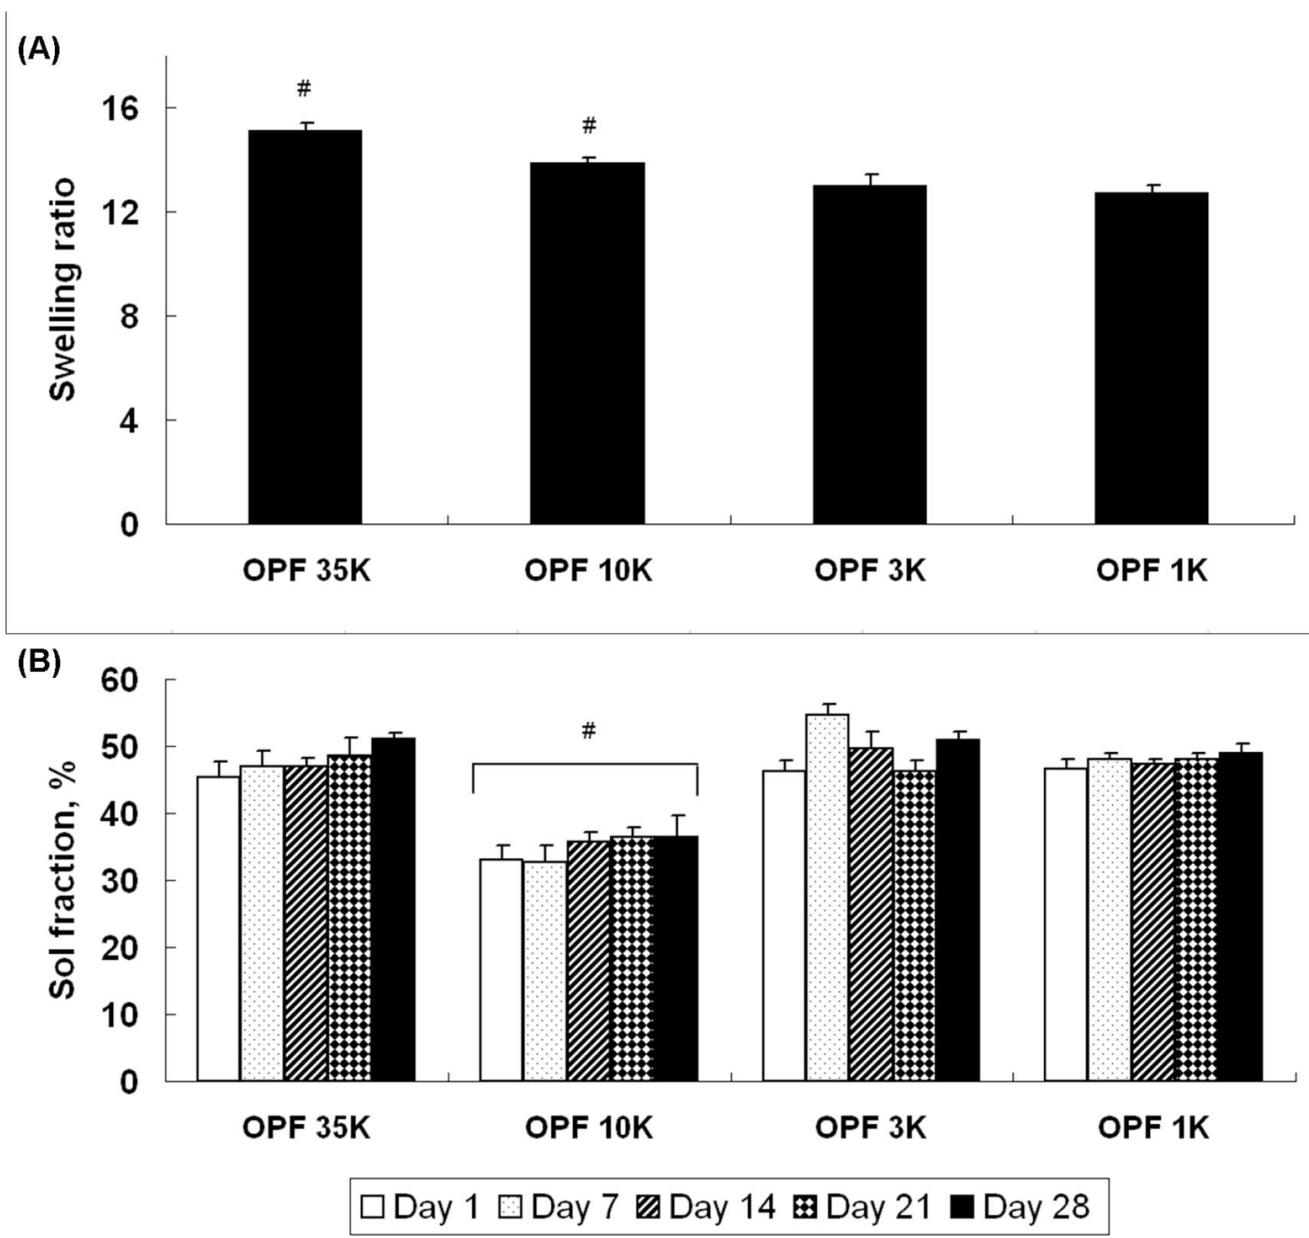 (A)
#
#
16
12
8
4
0
Swelling ratio
OPF 35K OPF 10K OPF 3K OPF 1K
(B)
60
50
40
30
20
10
0
#
Sol fraction, %
OPF 35K OPF 10K OPF 3K OPF 1K
Day 1 Day 7 Day 14 Day 21 Day 28